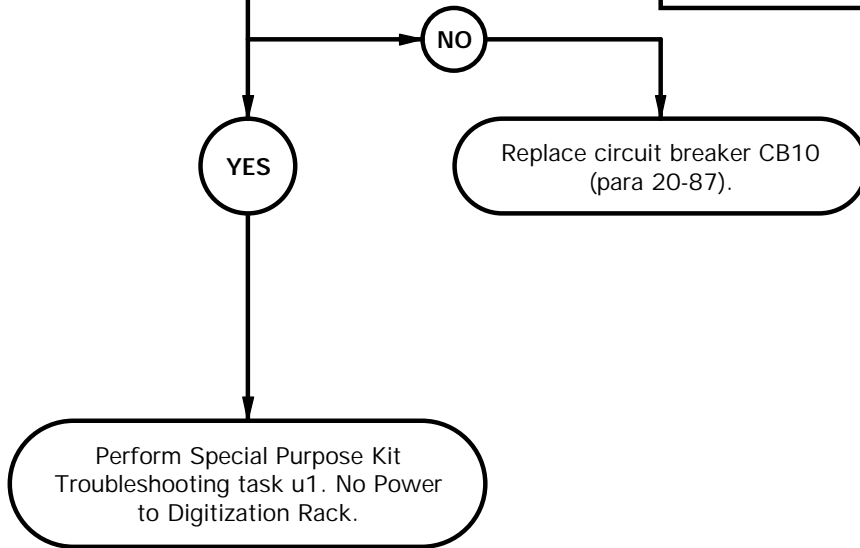 NO
YES
Replace circuit breaker CB10
(para 20-87).
Perform Special Purpose Kit
Troubleshooting task u1. No Power
to Digitization Rack.